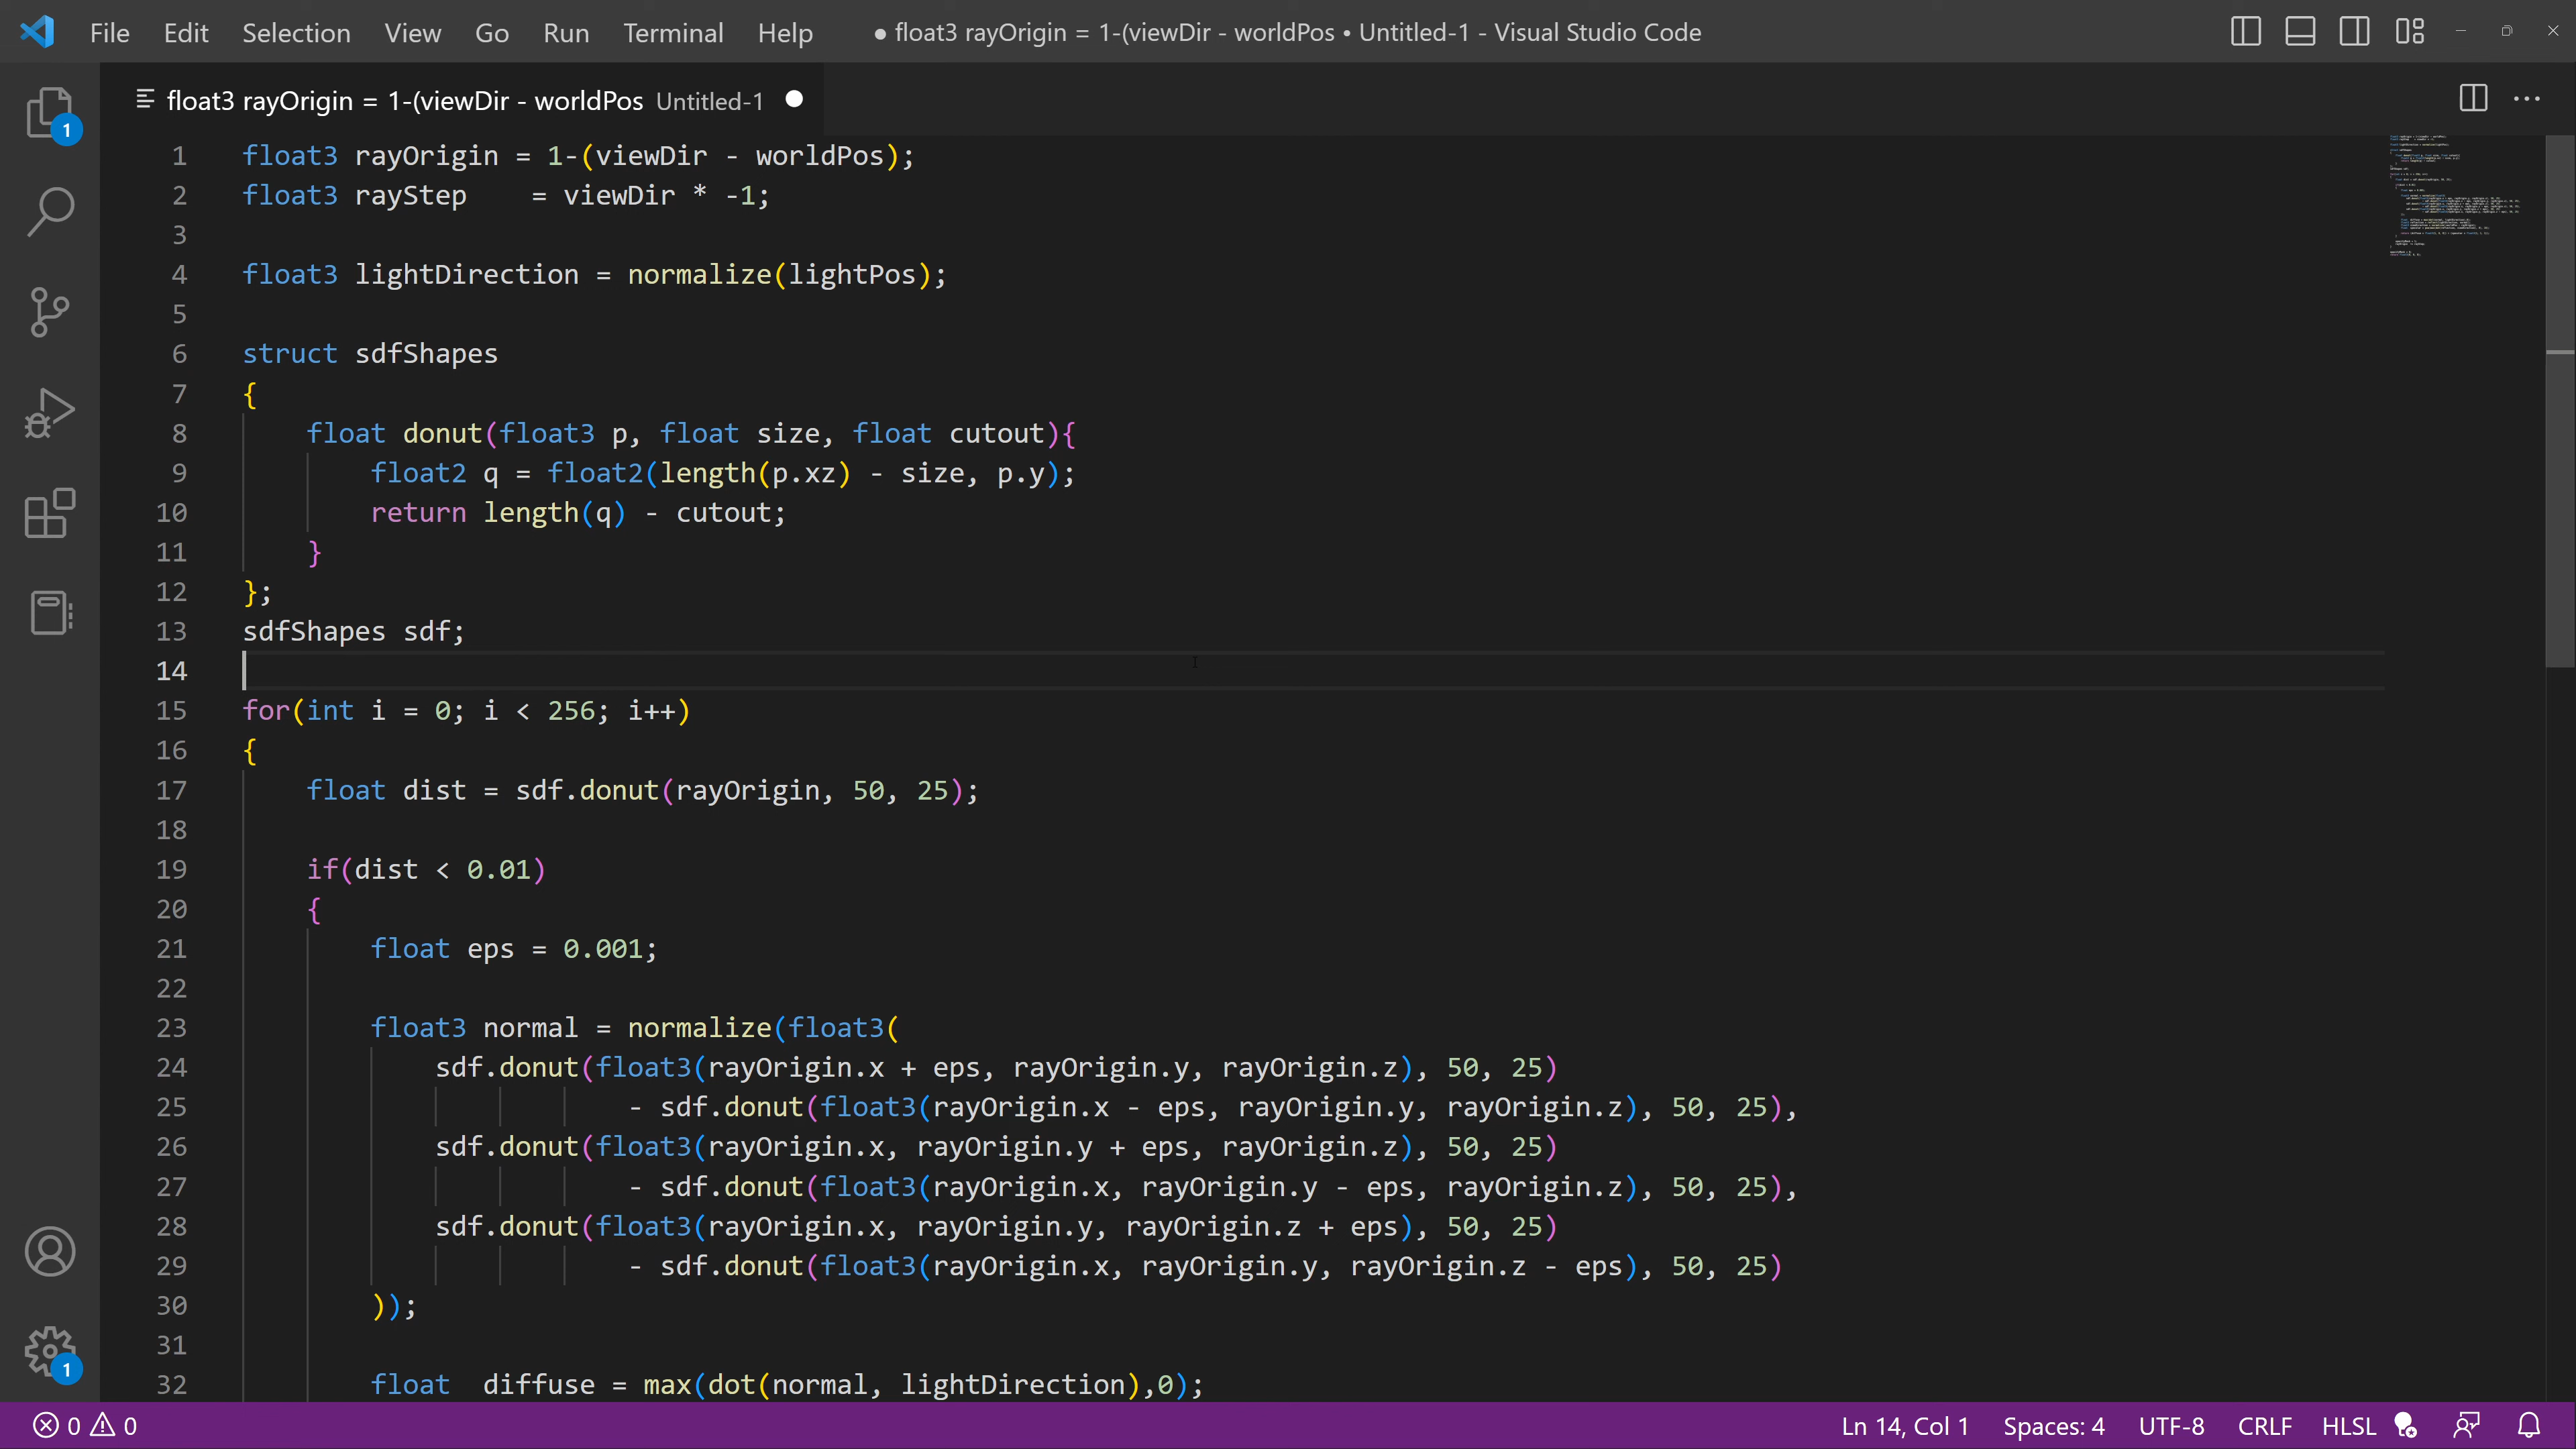 File Edit Selection View Go Run Terminal Help ● float3 rayOrigin = 1-(viewDir - worldPos • Untitled-1 - Visual Studio Code
float3 rayOrigin = 1-(viewDir - worldPos Untitled-1
1 float3 rayOrigin = 1-(viewDir - worldPos);
2 float3 rayStep    = viewDir * -1;
3
4 float3 lightDirection = normalize(lightPos);
5
6 struct sdfShapes
7 {
8     float donut(float3 p, float size, float cutout){
9         float2 q = float2(length(p.xz) - size, p.y);
10         return length(q) - cutout;
11     }
12 };
13 sdfShapes sdf;
14
15 for(int i = 0; i < 256; i++)
16 {
17     float dist = sdf.donut(rayOrigin, 50, 25);
18
19     if(dist < 0.01)
20     {
21         float eps = 0.001;
22
23         float3 normal = normalize(float3(
24             sdf.donut(float3(rayOrigin.x + eps, rayOrigin.y, rayOrigin.z), 50, 25)
25                         - sdf.donut(float3(rayOrigin.x - eps, rayOrigin.y, rayOrigin.z), 50, 25),
26             sdf.donut(float3(rayOrigin.x, rayOrigin.y + eps, rayOrigin.z), 50, 25)
27                         - sdf.donut(float3(rayOrigin.x, rayOrigin.y - eps, rayOrigin.z), 50, 25),
28             sdf.donut(float3(rayOrigin.x, rayOrigin.y, rayOrigin.z + eps), 50, 25)
29                         - sdf.donut(float3(rayOrigin.x, rayOrigin.y, rayOrigin.z - eps), 50, 25)
30         ));
31
32         float  diffuse = max(dot(normal, lightDirection),0);
1
1
0 0 Ln 14, Col 1 Spaces: 4 UTF-8 CRLF HLSL